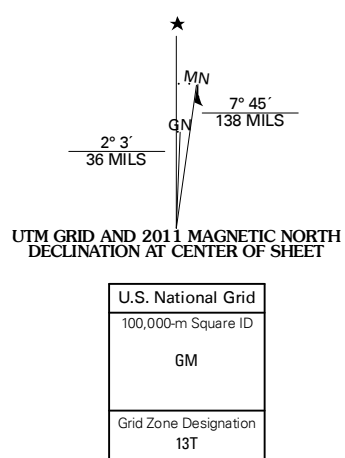 MN
GN
7° 45´
138 MILS
2° 3´
36 MILS
UTM GRID AND 2011 MAGNETIC NORTH
DECLINATION AT CENTER OF SHEET
U.S. National Grid
100,000-m Square ID
GM
Grid Zone Designation
13T